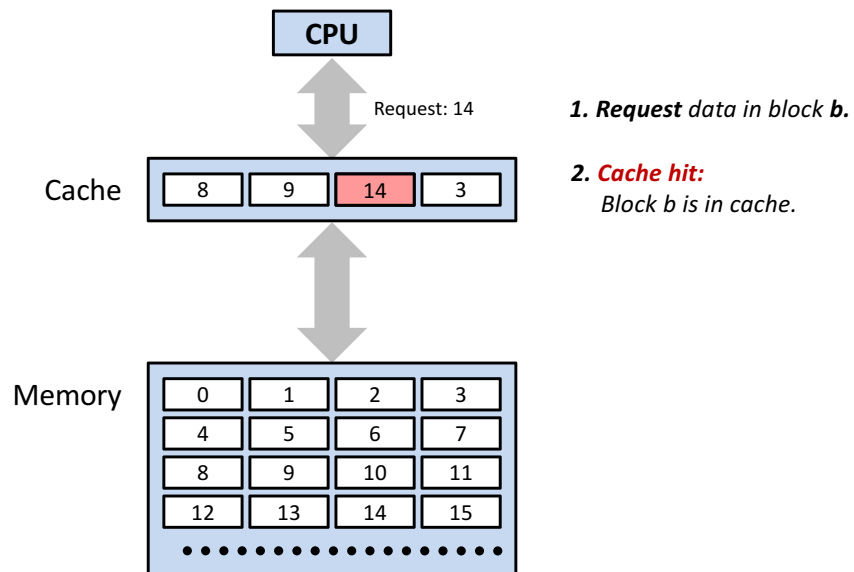 CPU
Request: 14
1. Request data in block b.
Cache
8 9 14 3
2. Cache hit:
Block b is in cache.
Memory
0 1 2 3
4 5 6 7
8 9 10 11
12 13 14 15